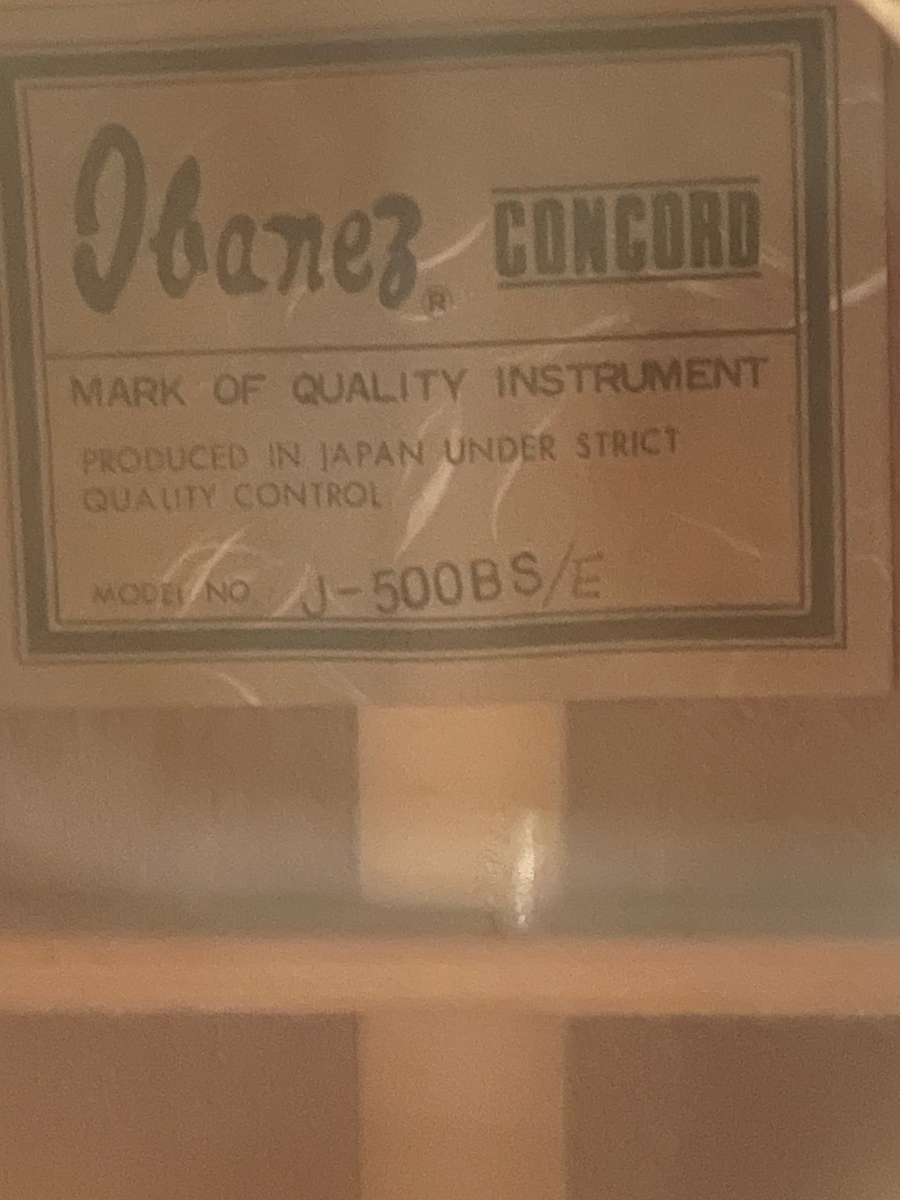 Ibanez® CONCORD
MARK OF QUALITY INSTRUMENT
PRODUCED IN JAPAN UNDER STRICT
QUALITY CONTROL
MODEL NO J-500BS/E